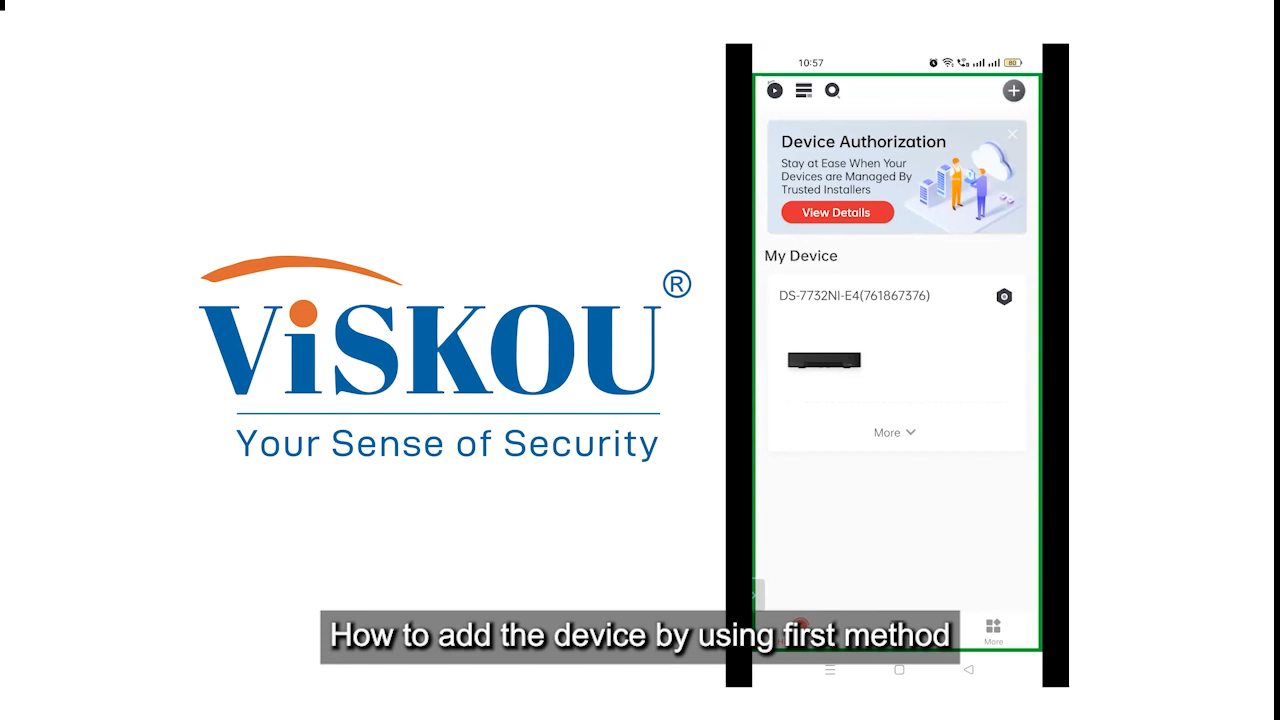 ViSKOU®
Your Sense of Security
10:57
80
Device Authorization
Stay at Ease When Your
Devices are Managed By
Trusted Installers
View Details
My Device
DS-7732NI-E4(761867376)
More
How to add the device by using first method
More